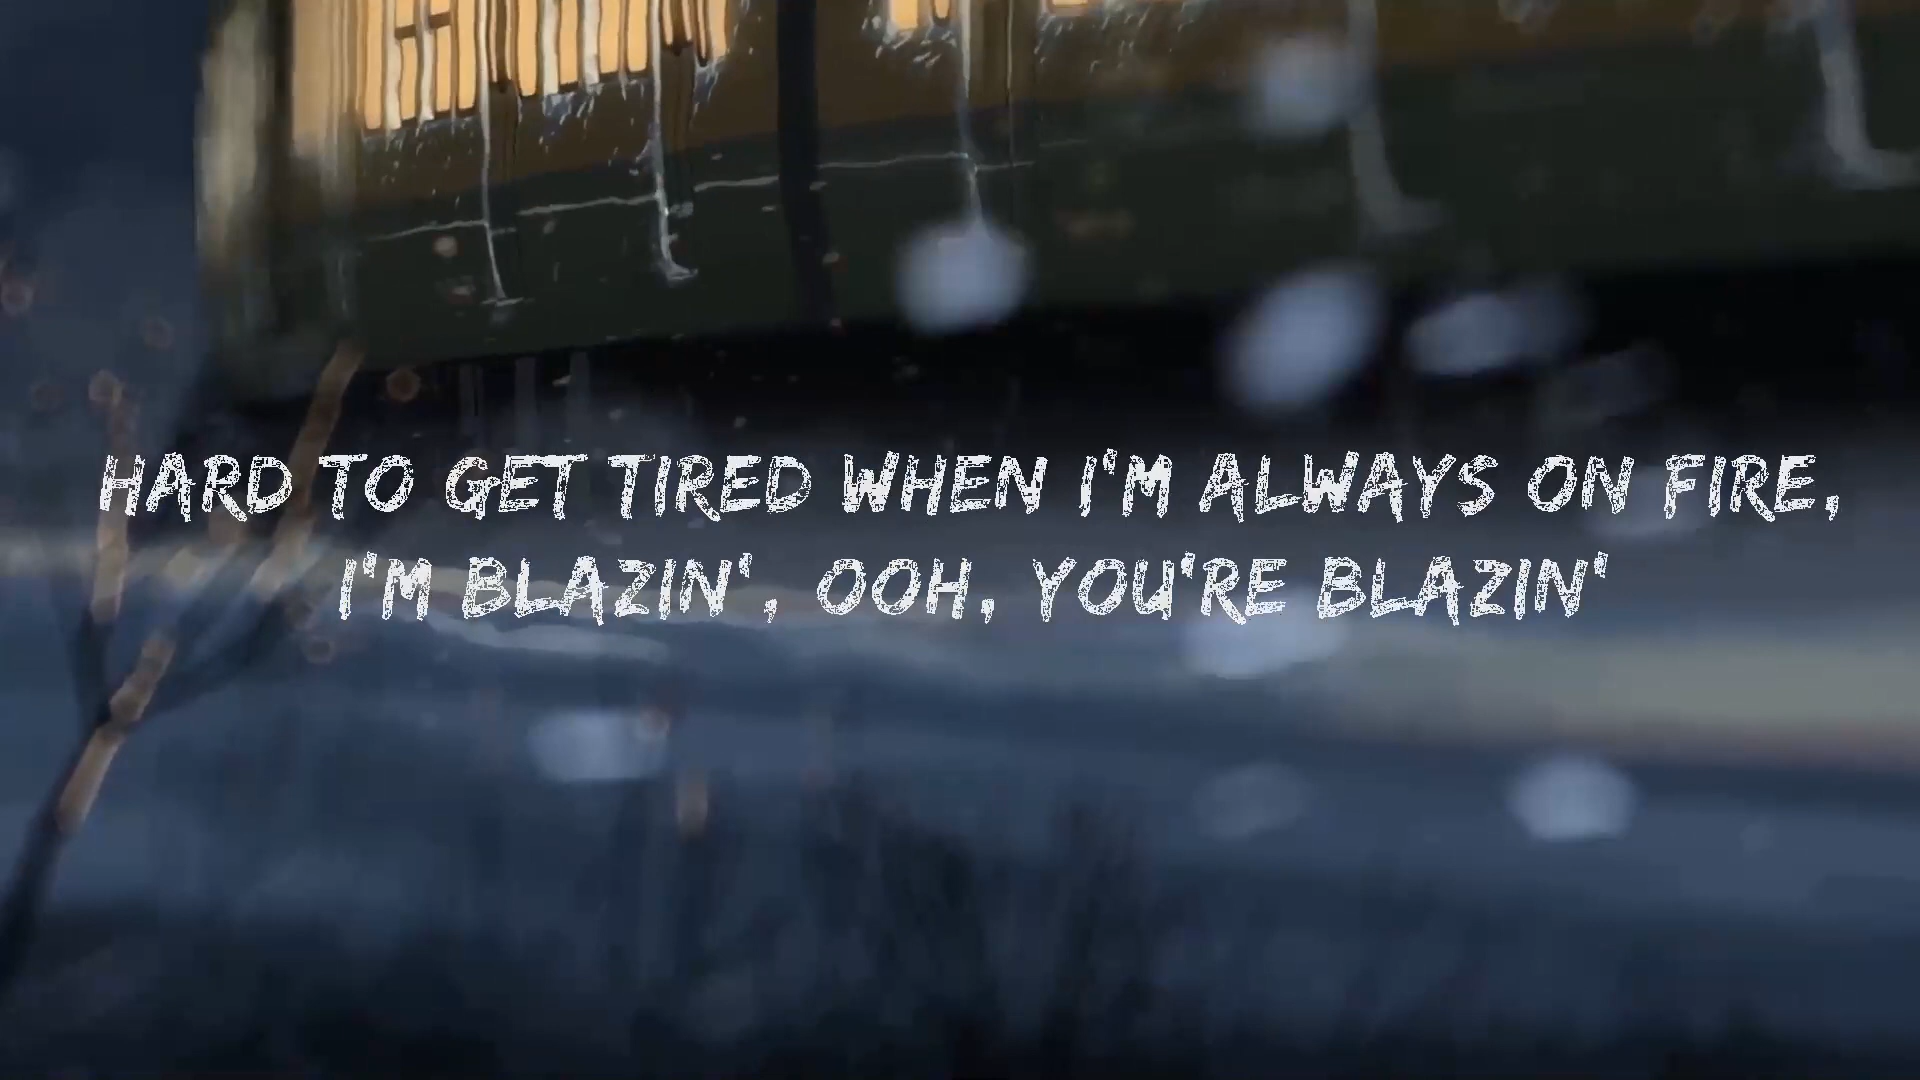 HARD TO GET TIRED WHEN I'M ALWAYS ON FIRE,
I'M BLAZIN', OOH, YOU'RE BLAZIN'